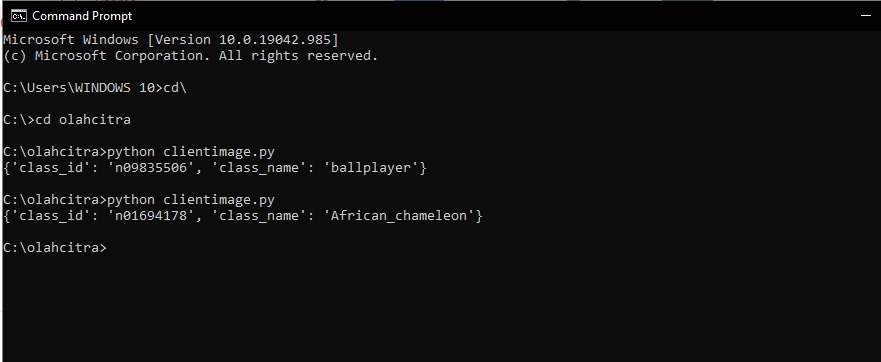 Command Prompt
Microsoft Windows [Version 10.0.19042.985]
(c) Microsoft Corporation. All rights reserved.
C:\Users\WINDOWS 10>cd\
C:\>cd olahcitra
C:\olahcitra>python clientimage.py
{'class_id': 'n09835506', 'class_name': 'ballplayer'}
C:\olahcitra>python clientimage.py
{'class_id': 'n01694178', 'class_name': 'African_chameleon'}
C:\olahcitra>